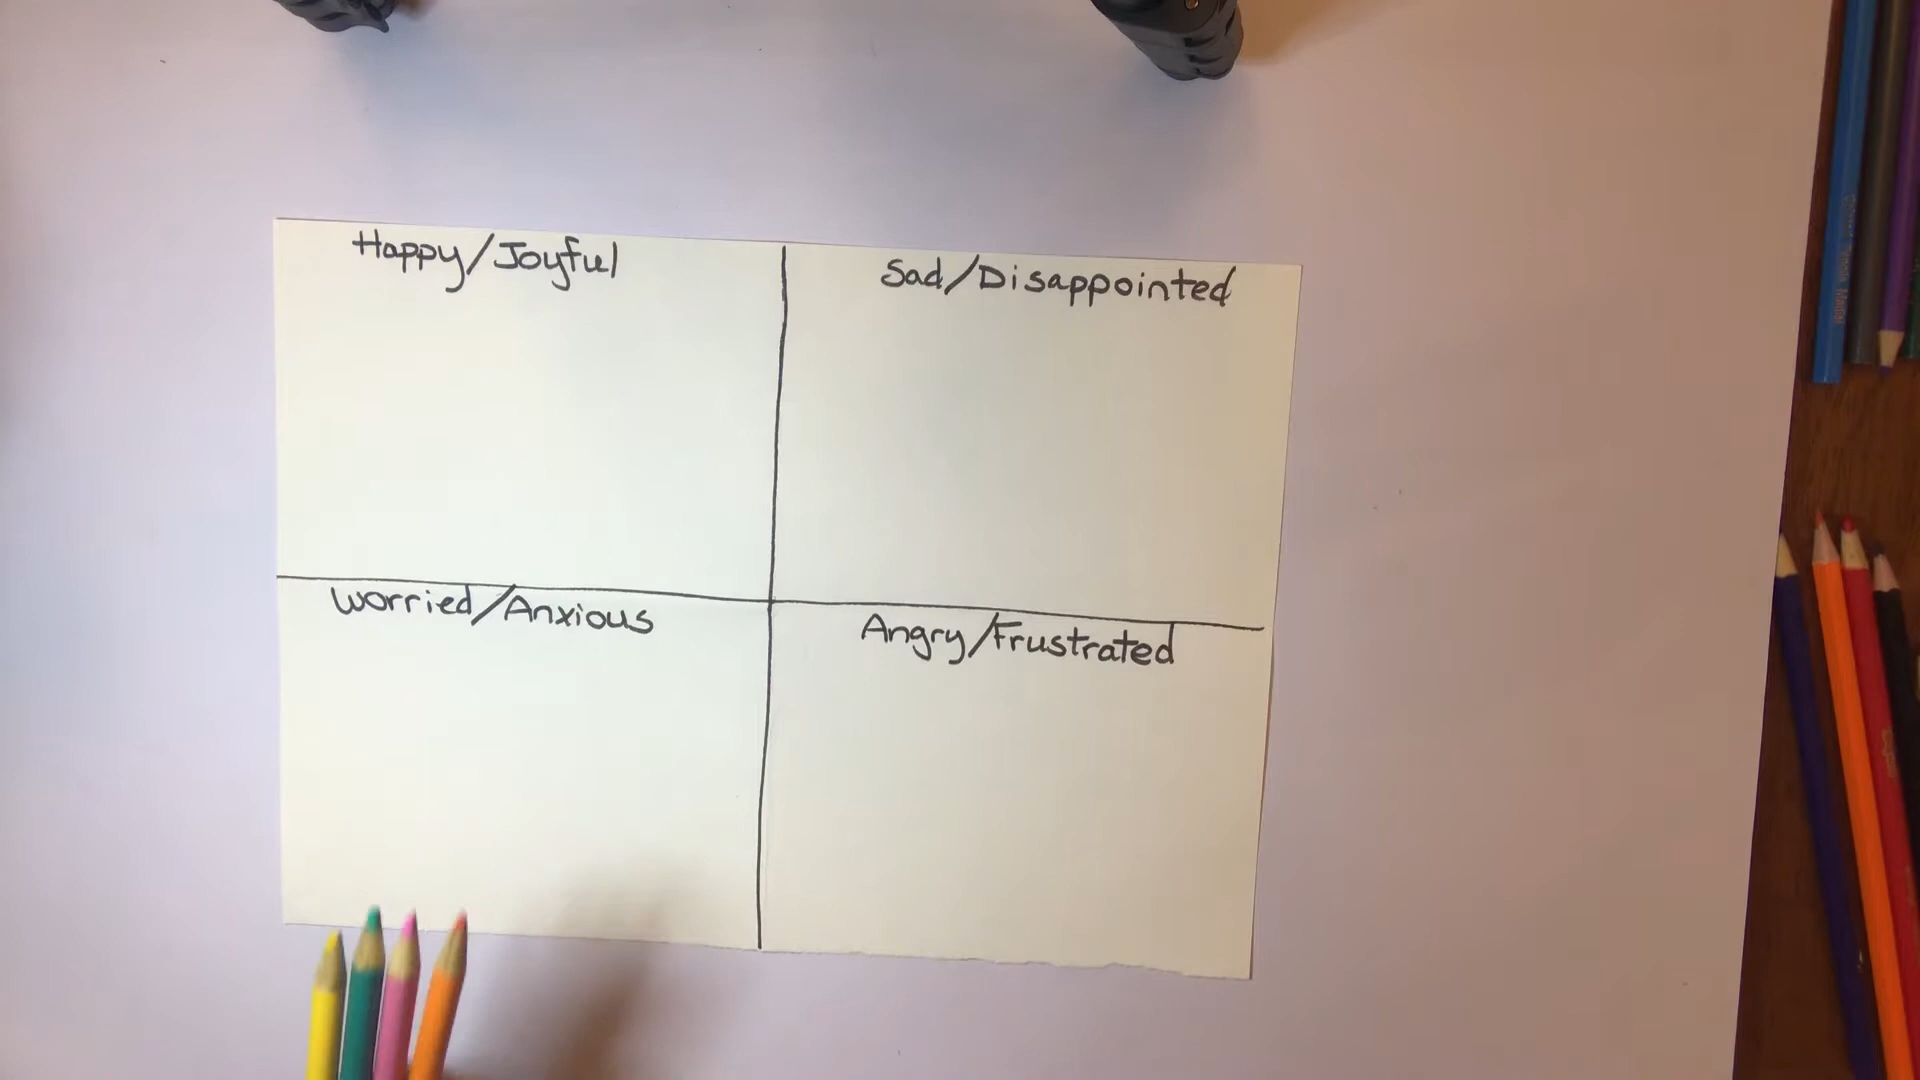 Happy/Joyful
Sad/Disappointed
Worried/Anxious
Angry/Frustrated